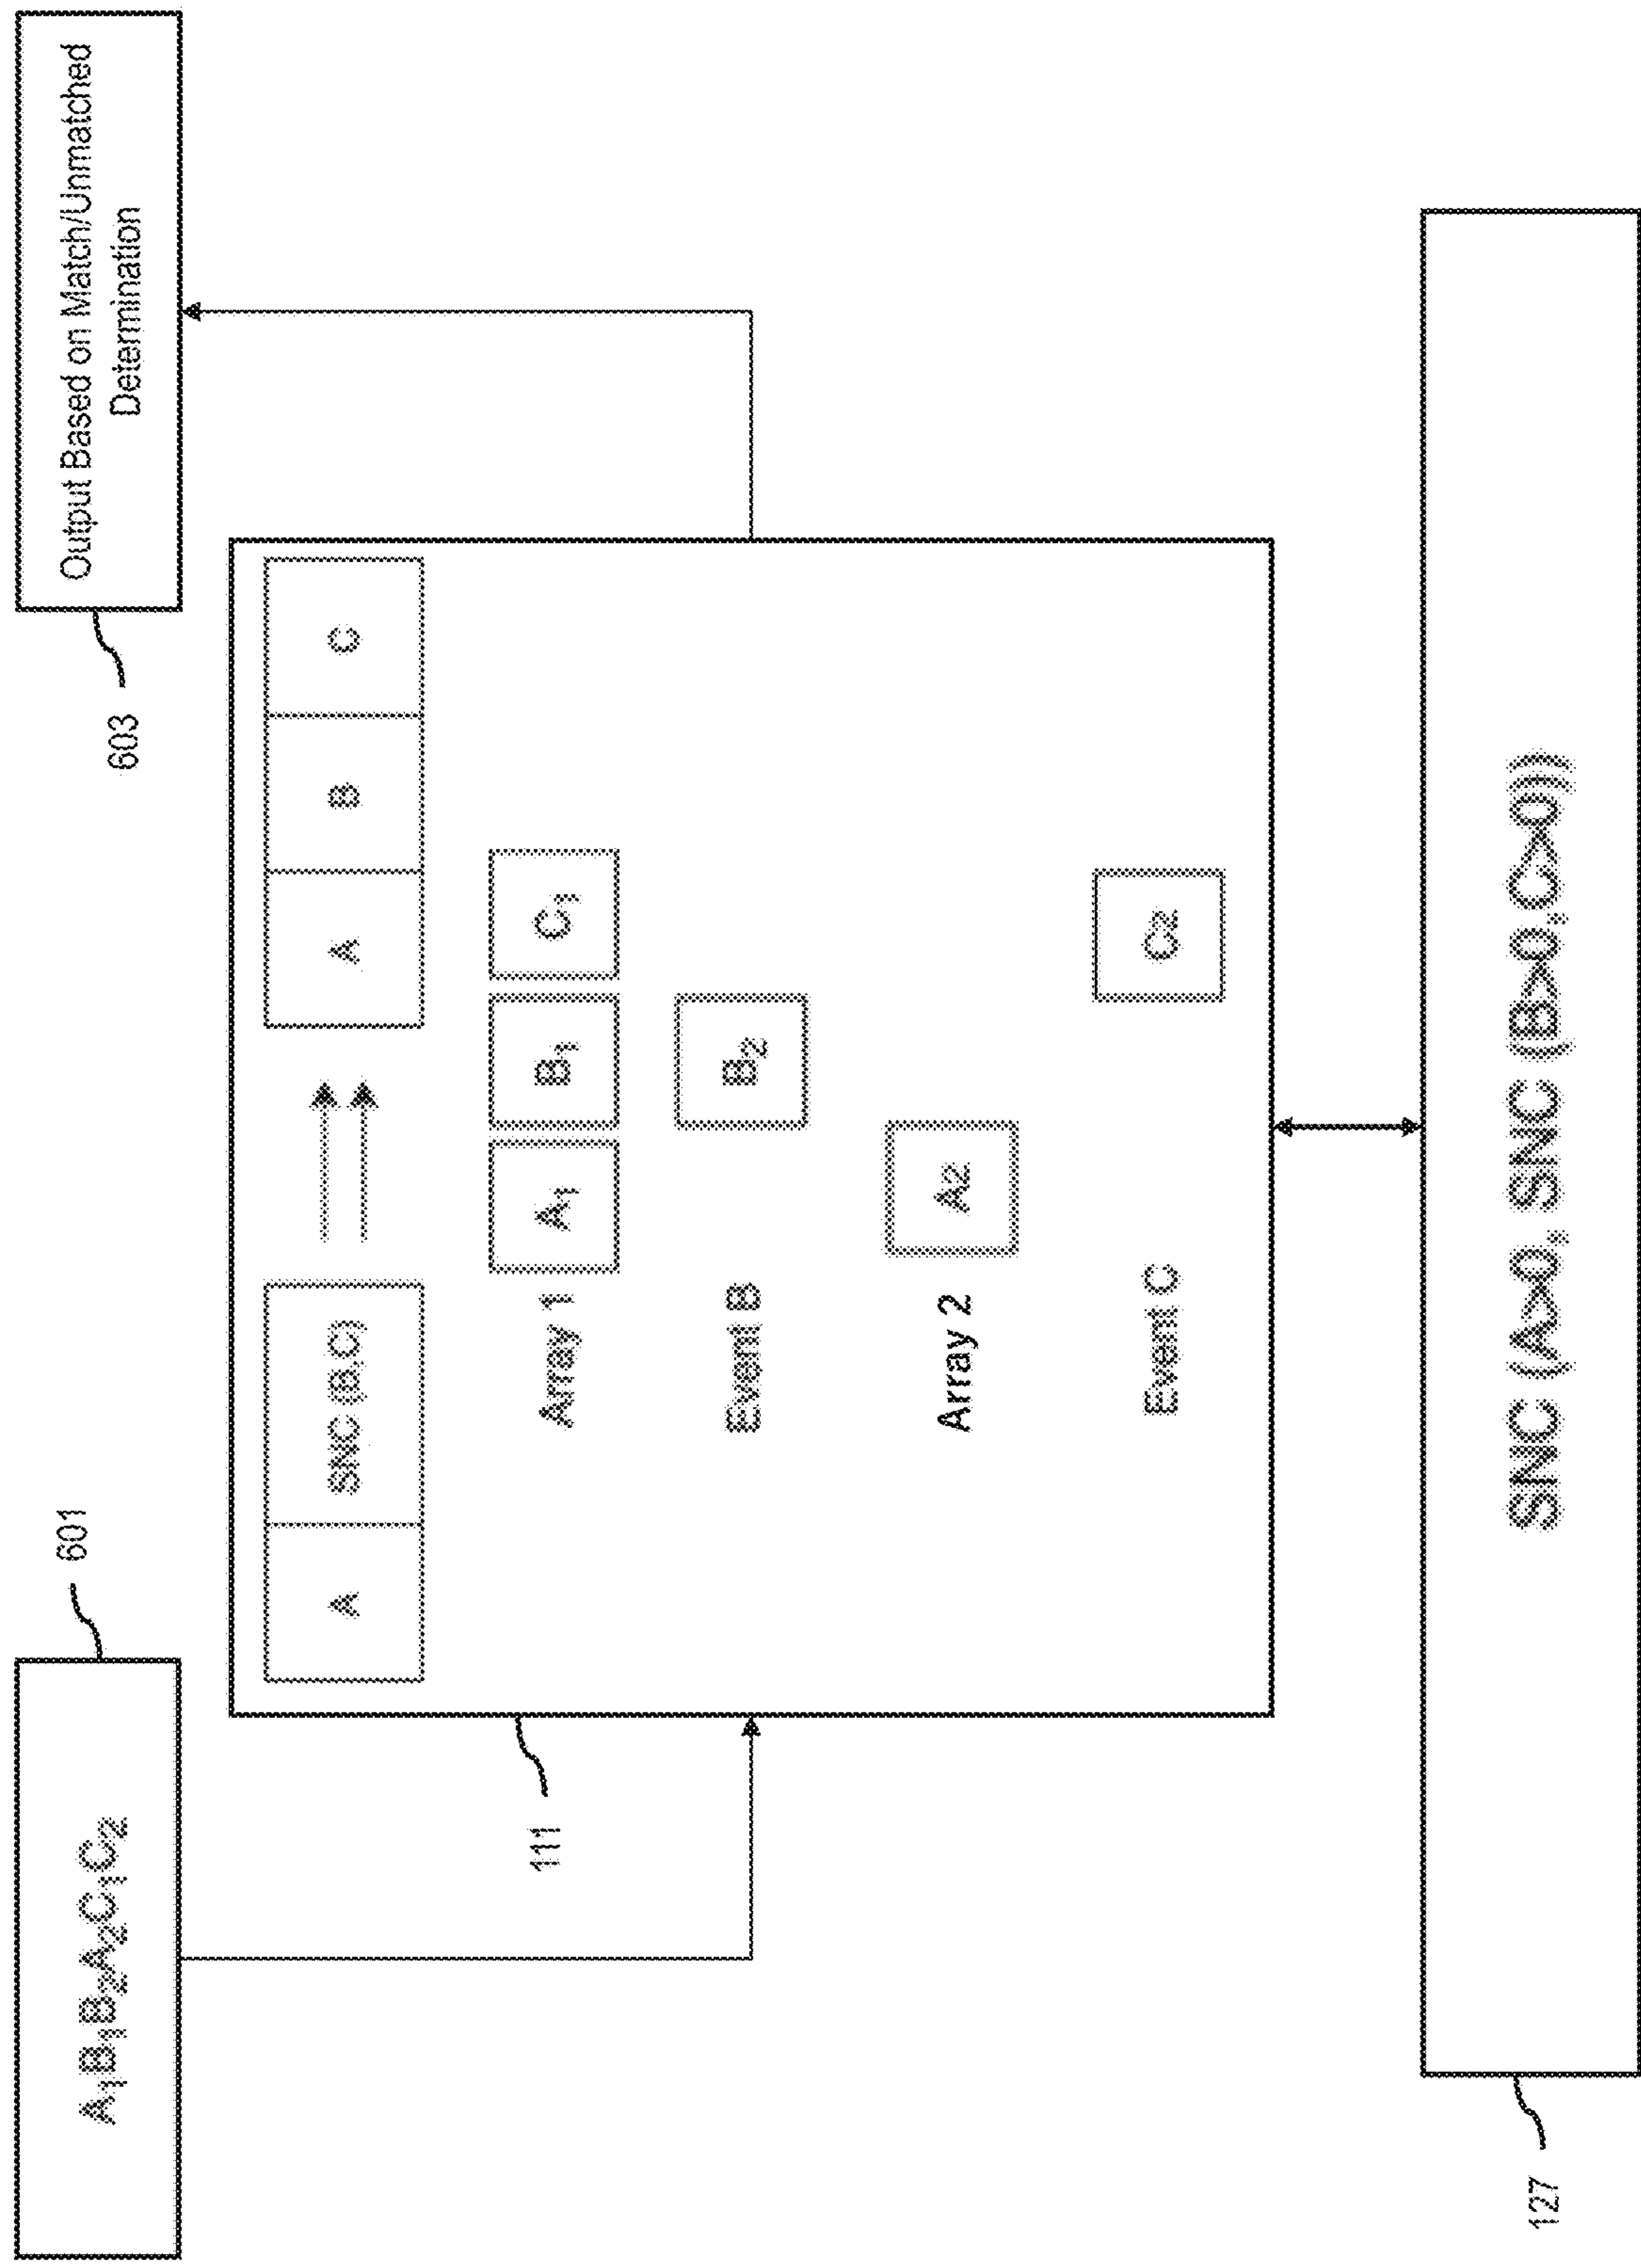 A₁B₁B₂A₂C₁C₂
601
Output Based on Match/Unmatched
Determination
603
A
SNC (B,C)
A
B
C
Array 1
A₁
B₁
C₁
Event B
B₂
Array 2
A₂
Event C
C₂
111
SNC (A>0, SNC (B>0,C>0))
127